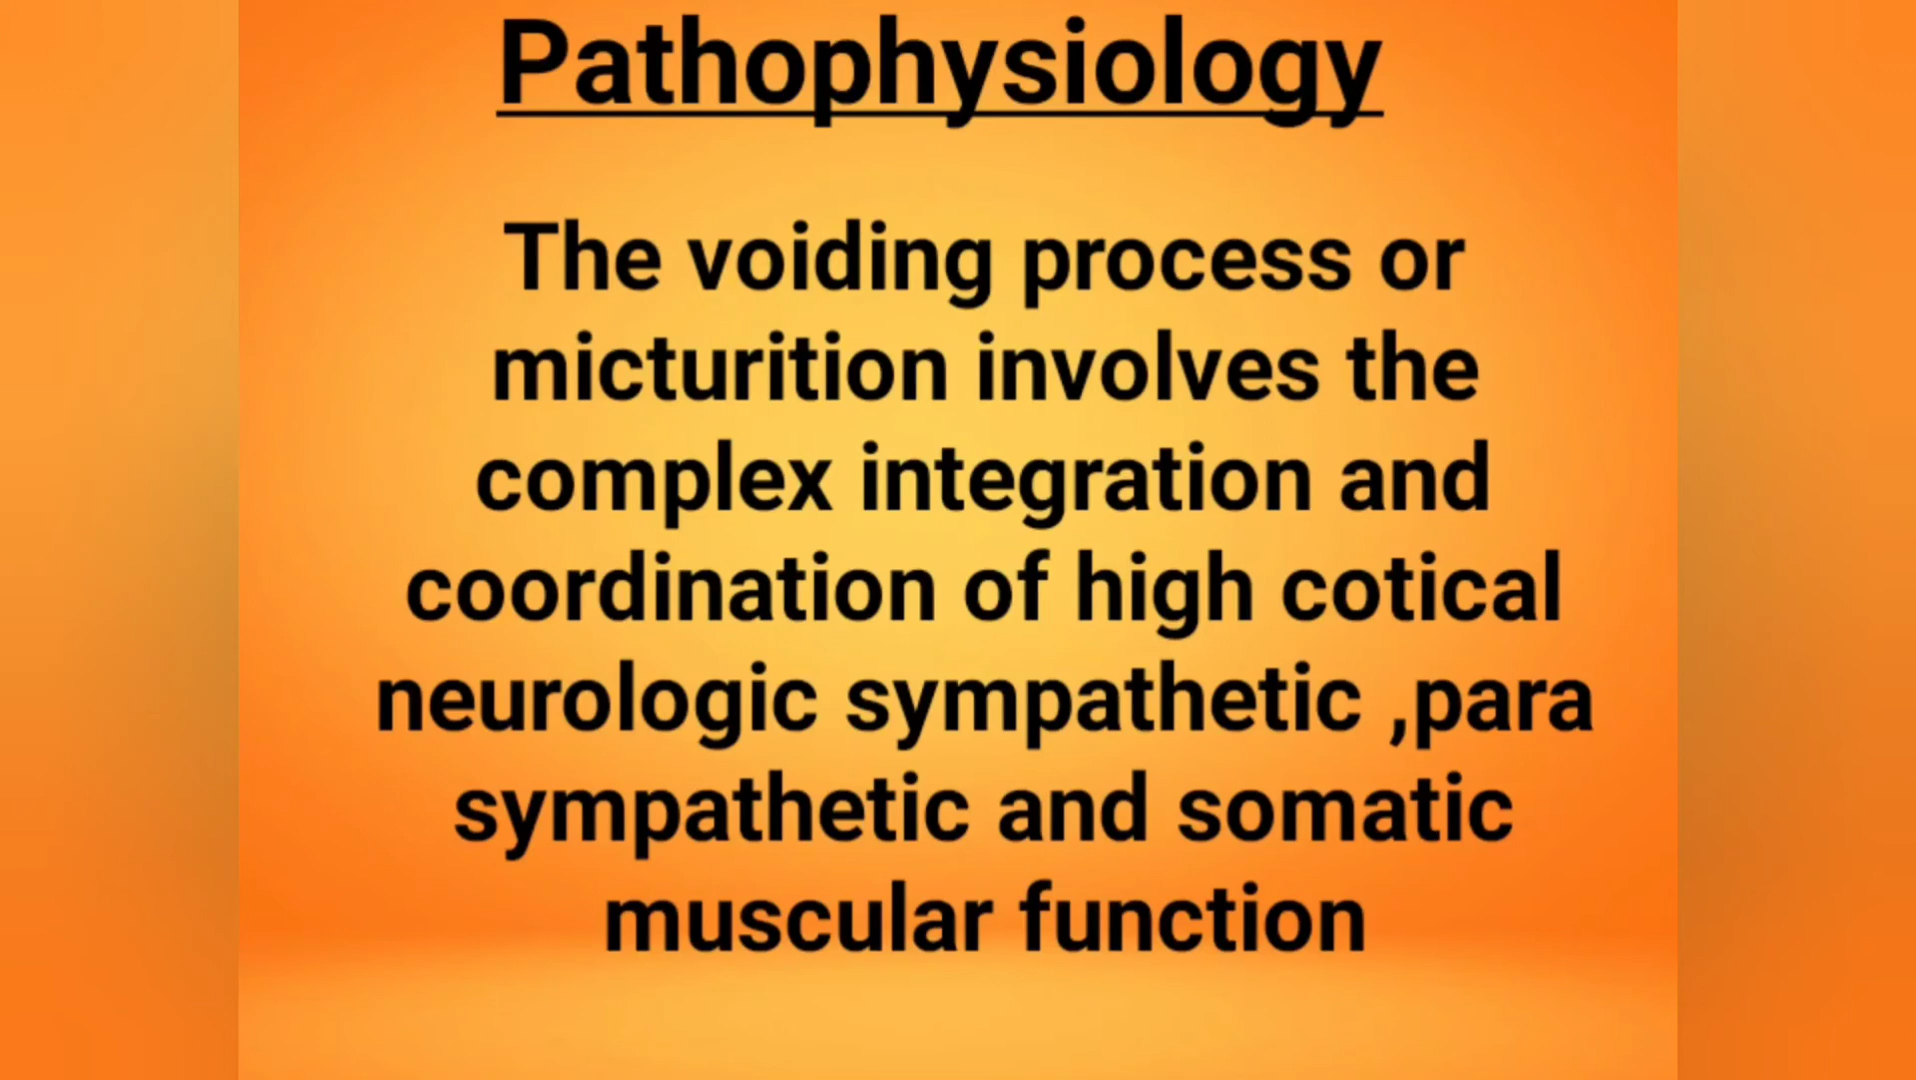 Pathophysiology
The voiding process or
micturition involves the
complex integration and
coordination of high cotical
neurologic sympathetic ,para
sympathetic and somatic
muscular function